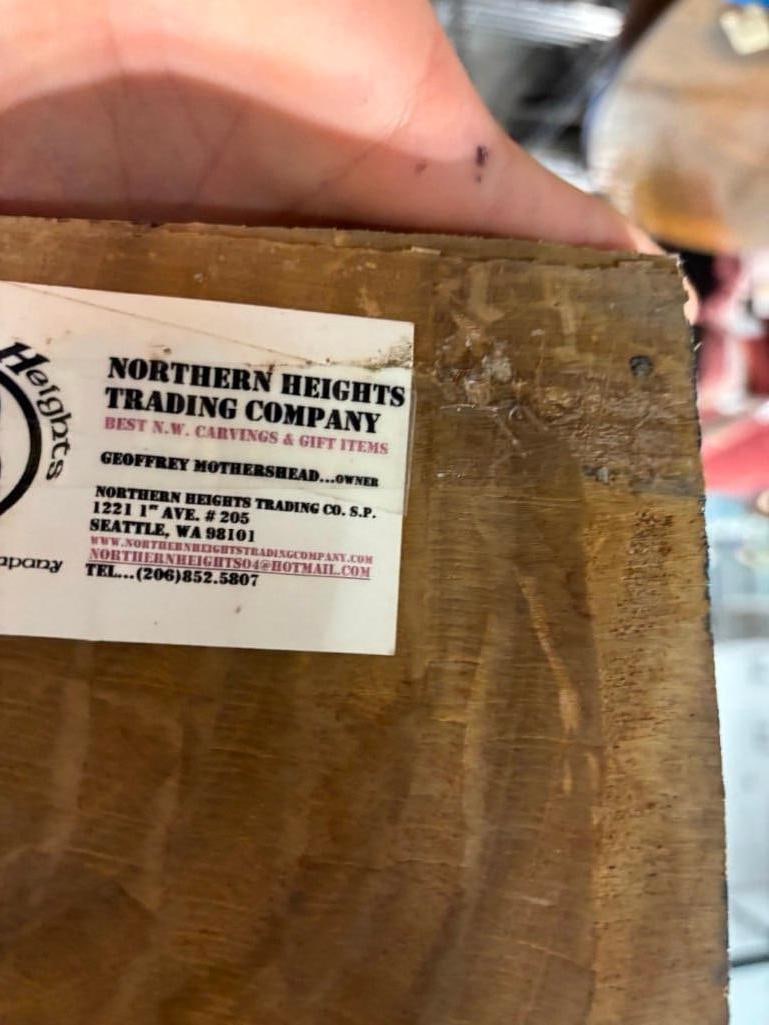 Heights
NORTHERN HEIGHTS
TRADING COMPANY
BEST N.W. CARVINGS & GIFT ITEMS
GEOFFREY MOTHERSHEAD...OWNER
NORTHERN HEIGHTS TRADING CO. S.P.
1221 1ST AVE. # 205
SEATTLE, WA 98101
WWW.NORTHERNHEIGHTSTRADINGCOMPANY.COM
NORTHERNHEIGHTS04@HOTMAIL.COM
TEL...(206)852.5807